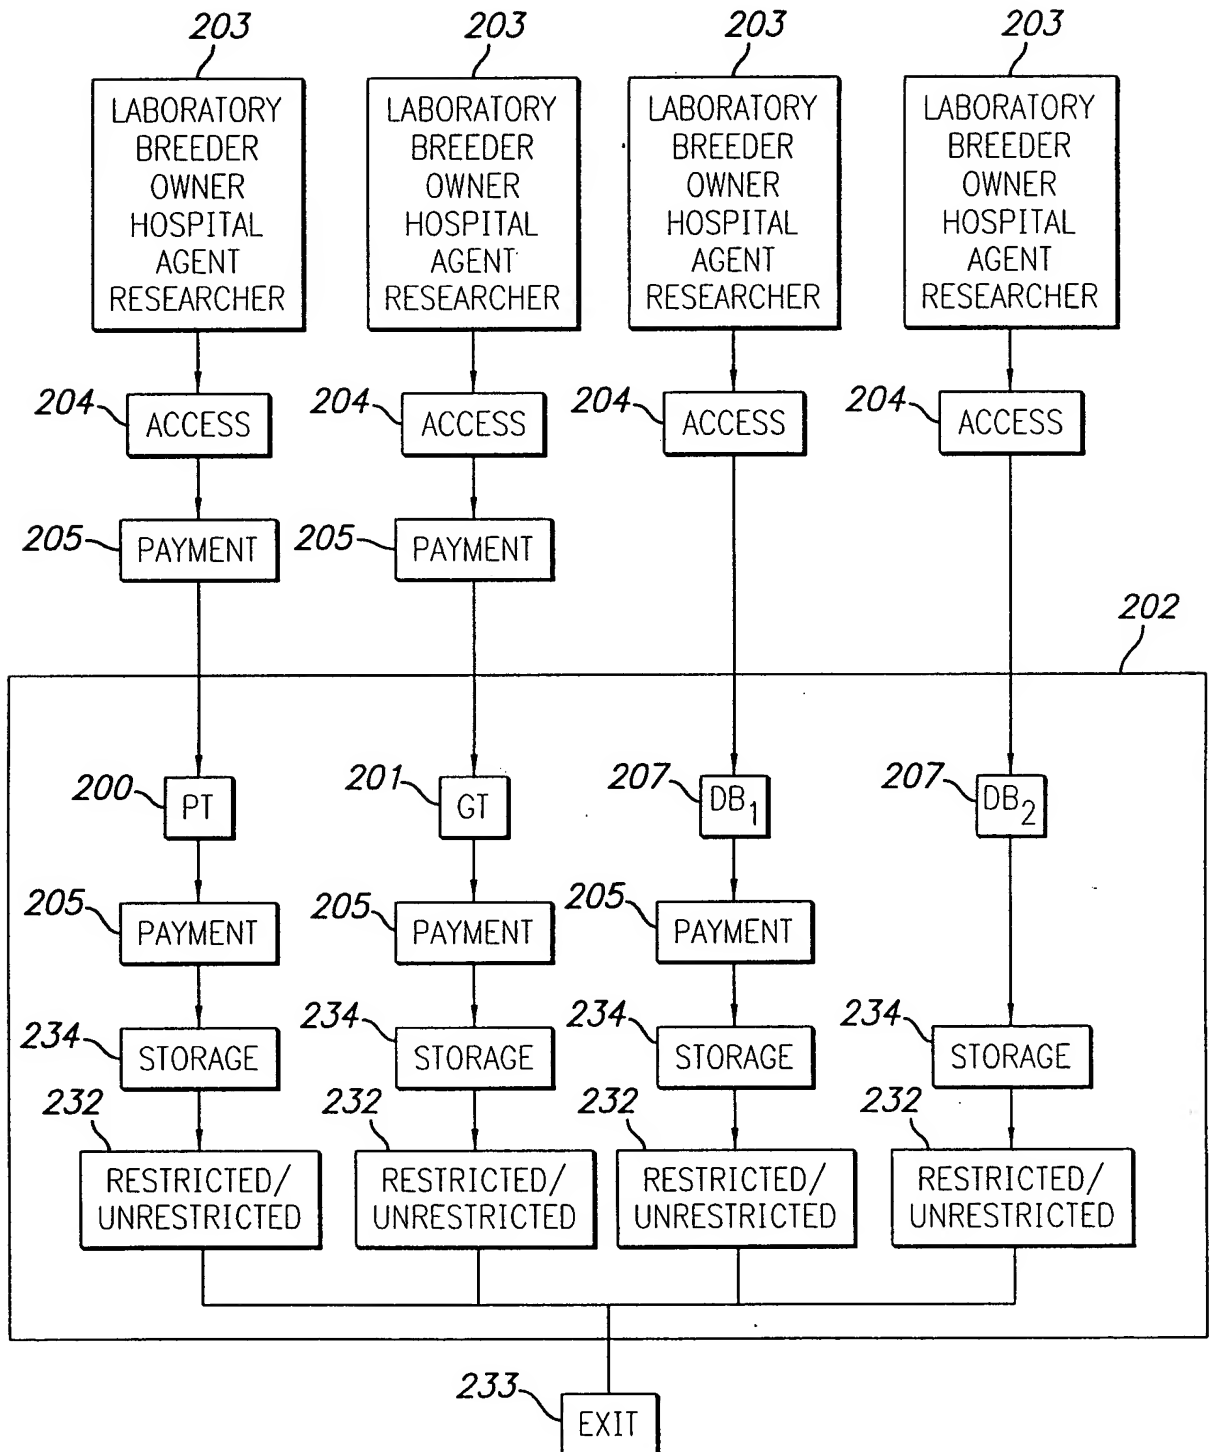 203 203 203 203
LABORATORY LABORATORY LABORATORY LABORATORY
BREEDER BREEDER BREEDER BREEDER
OWNER OWNER OWNER OWNER
HOSPITAL HOSPITAL HOSPITAL HOSPITAL
AGENT AGENT AGENT AGENT
RESEARCHER RESEARCHER RESEARCHER RESEARCHER
204 ACCESS 204 ACCESS 204 ACCESS 204 ACCESS
205 PAYMENT 205 PAYMENT
202
200 PT 201 GT 207 DB1 207 DB2
205 PAYMENT 205 PAYMENT 205 PAYMENT
234 STORAGE 234 STORAGE 234 STORAGE 234 STORAGE
232 232 232 232
RESTRICTED/ RESTRICTED/ RESTRICTED/ RESTRICTED/
UNRESTRICTED UNRESTRICTED UNRESTRICTED UNRESTRICTED
233 EXIT